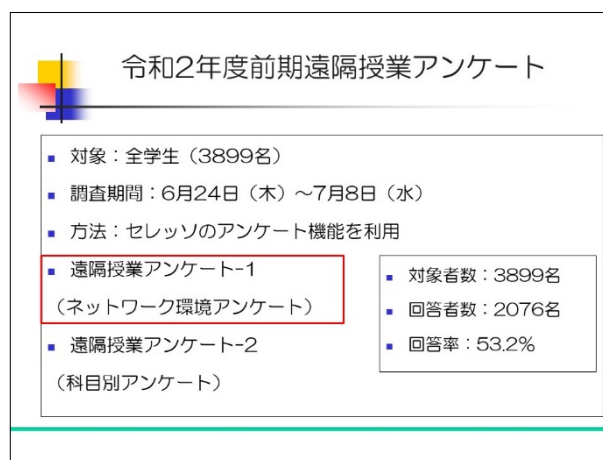 令和2年度前期遠隔授業アンケート
■ 対象：全学生（3899名）
■ 調査期間：6月24日（木）～7月8日（水）
■ 方法：セレッソのアンケート機能を利用
■ 遠隔授業アンケート-1
（ネットワーク環境アンケート）
■ 遠隔授業アンケート-2
（科目別アンケート）
■ 対象者数：3899名
■ 回答者数：2076名
■ 回答率：53.2%